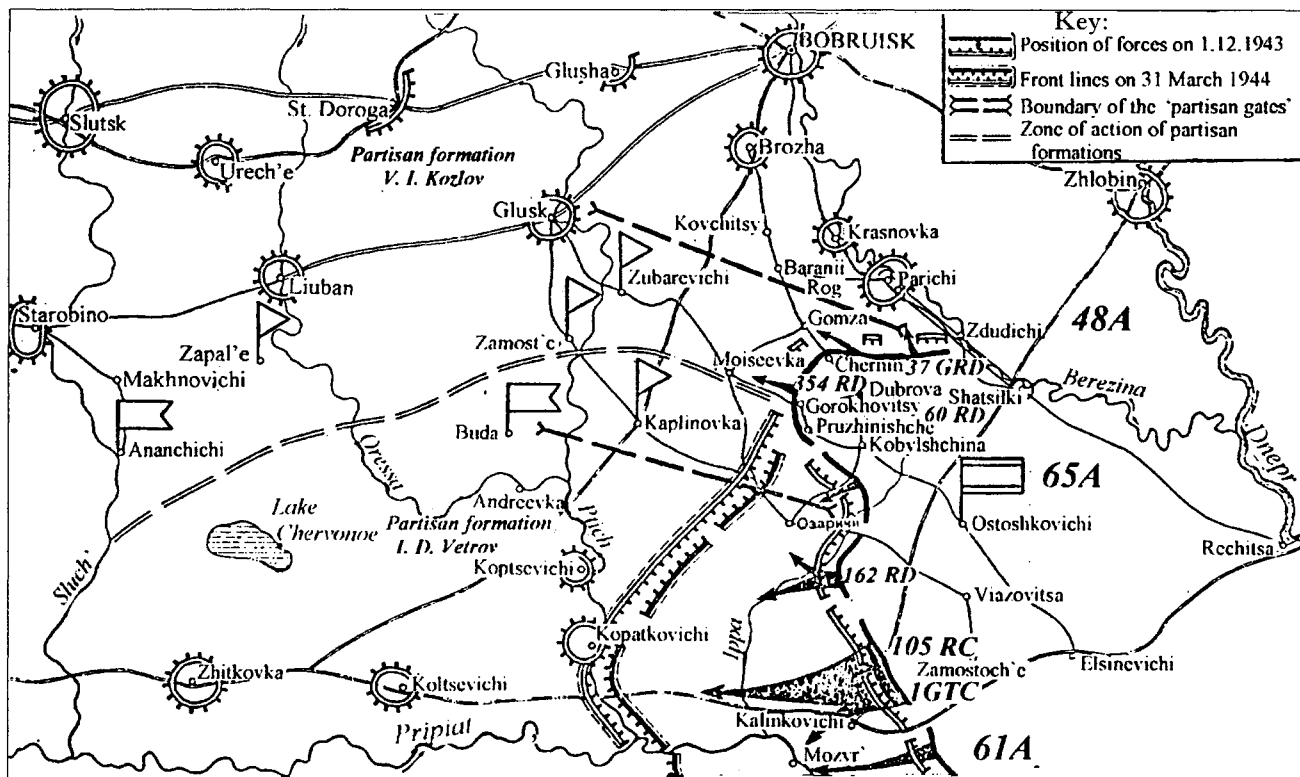 Key:
Position of forces on 1.12.1943
Front lines on 31 March 1944
Boundary of the 'partisan gates'
Zone of action of partisan
formations
BOBRUISK
Glusha
St. Doroga
Slutsk
Urech'e
Partisan formation
V. I. Kozlov
Brozha
Zhlobin
Glusk
Kovchitsy
Krasnovka
Zubarevichi
Baranii
Rog
Parichi
Liuban
Starobino
Gomza
Zdudichi
48A
Zapal'e
Zamost'e
Moiseevka
Chernin
37 GRD
Makhnovichi
354 RD
Dubrova
Shatsilki
Berezina
Gorokhovitsy
60 RD
Kaplinovka
Pruzhinishche
Buda
Kobylshchina
Ananchichi
Oressa
Dnepr
65A
Andreevka
Ptich
Озаричи
Ostoshkovichi
Lake
Chervonoe
Partisan formation
I. D. Vetrov
Rechitsa
Sluch'
Koptsevichi
162 RD
Viazovitsa
Ippa
Kopatkovichi
105 RC
Elsinevichi
Zhitkovka
Koltsevichi
Zamostoch'e
1GTC
Kalinkovichi
Pripiat
Mozyr'
61A